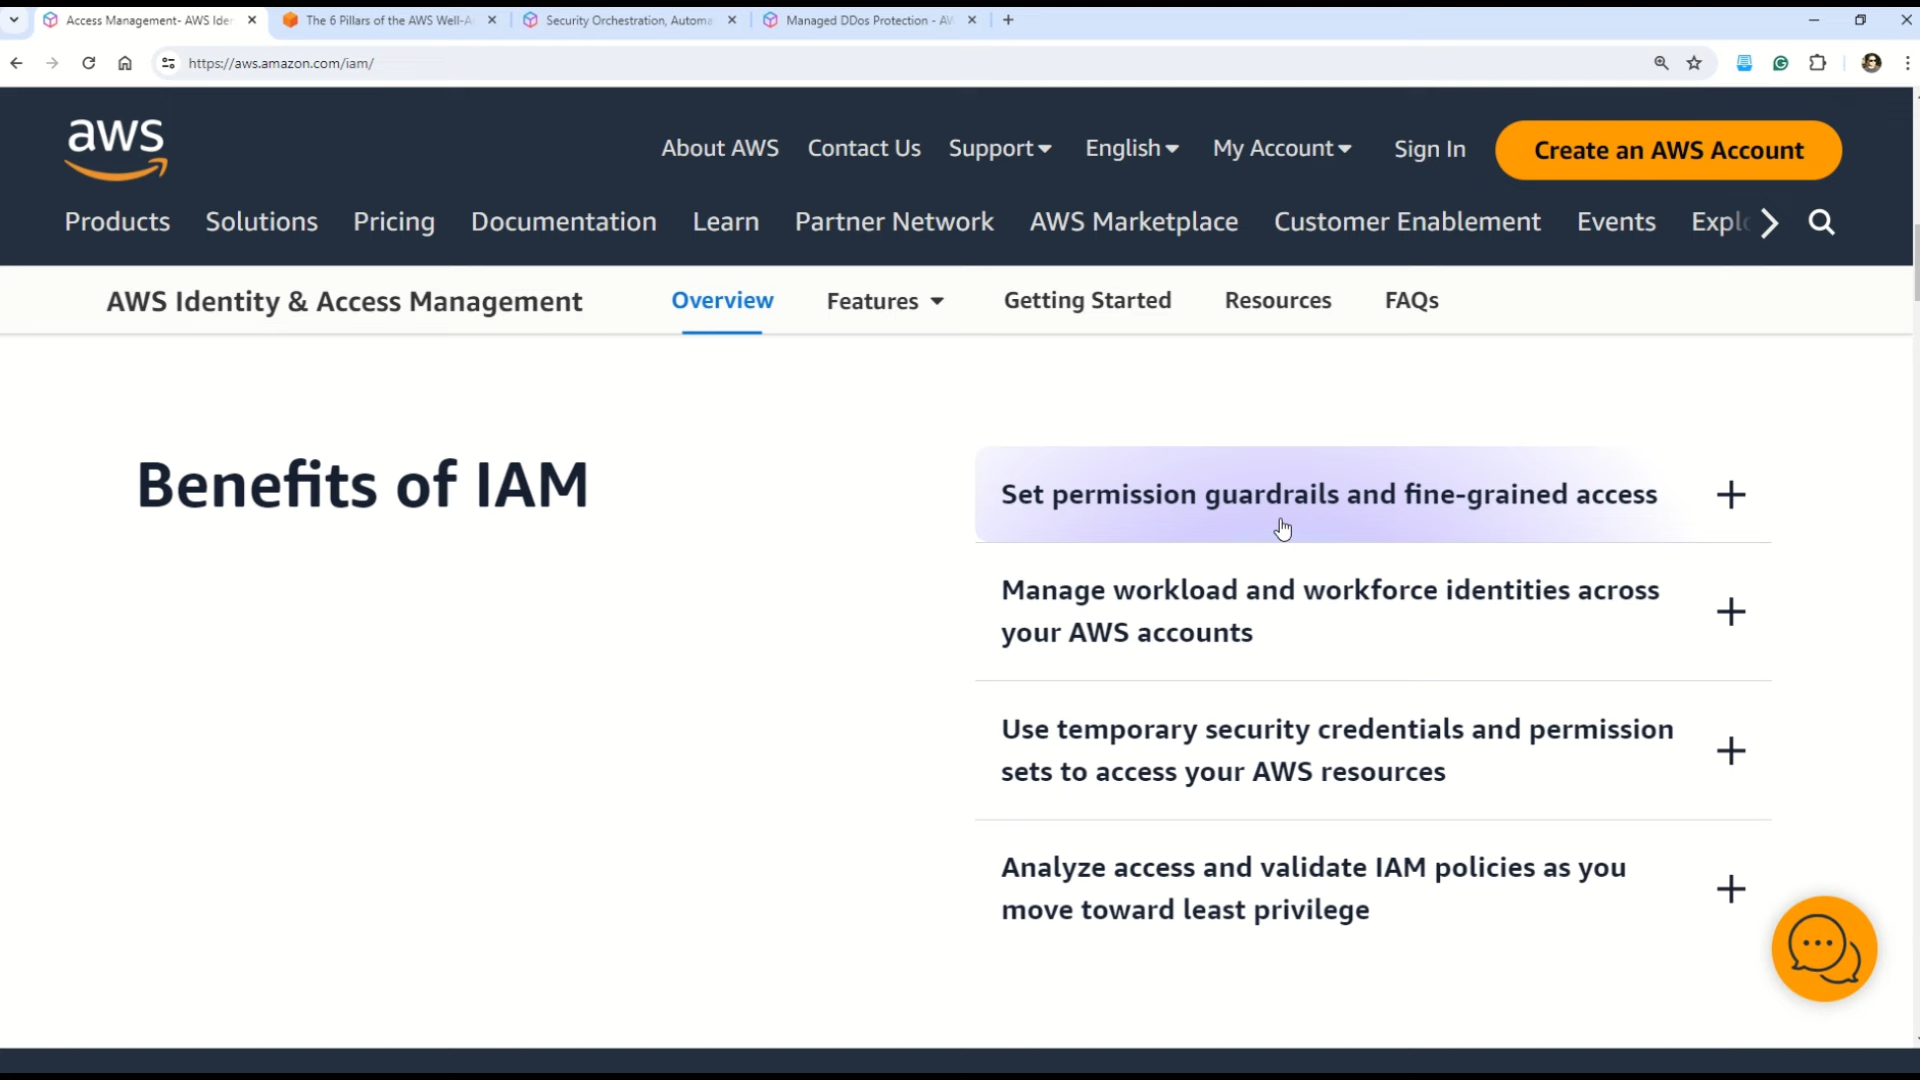 Access Management- AWS Iden
The 6 Pillars of the AWS Well-A
Security Orchestration, Automa
Managed DDos Protection - AW
https://aws.amazon.com/iam/
aws
About AWS
Contact Us
Support
English
My Account
Sign In
Create an AWS Account
Products
Solutions
Pricing
Documentation
Learn
Partner Network
AWS Marketplace
Customer Enablement
Events
Explo
AWS Identity & Access Management
Overview
Features
Getting Started
Resources
FAQs
Benefits of IAM
Set permission guardrails and fine-grained access
Manage workload and workforce identities across
your AWS accounts
Use temporary security credentials and permission
sets to access your AWS resources
Analyze access and validate IAM policies as you
move toward least privilege